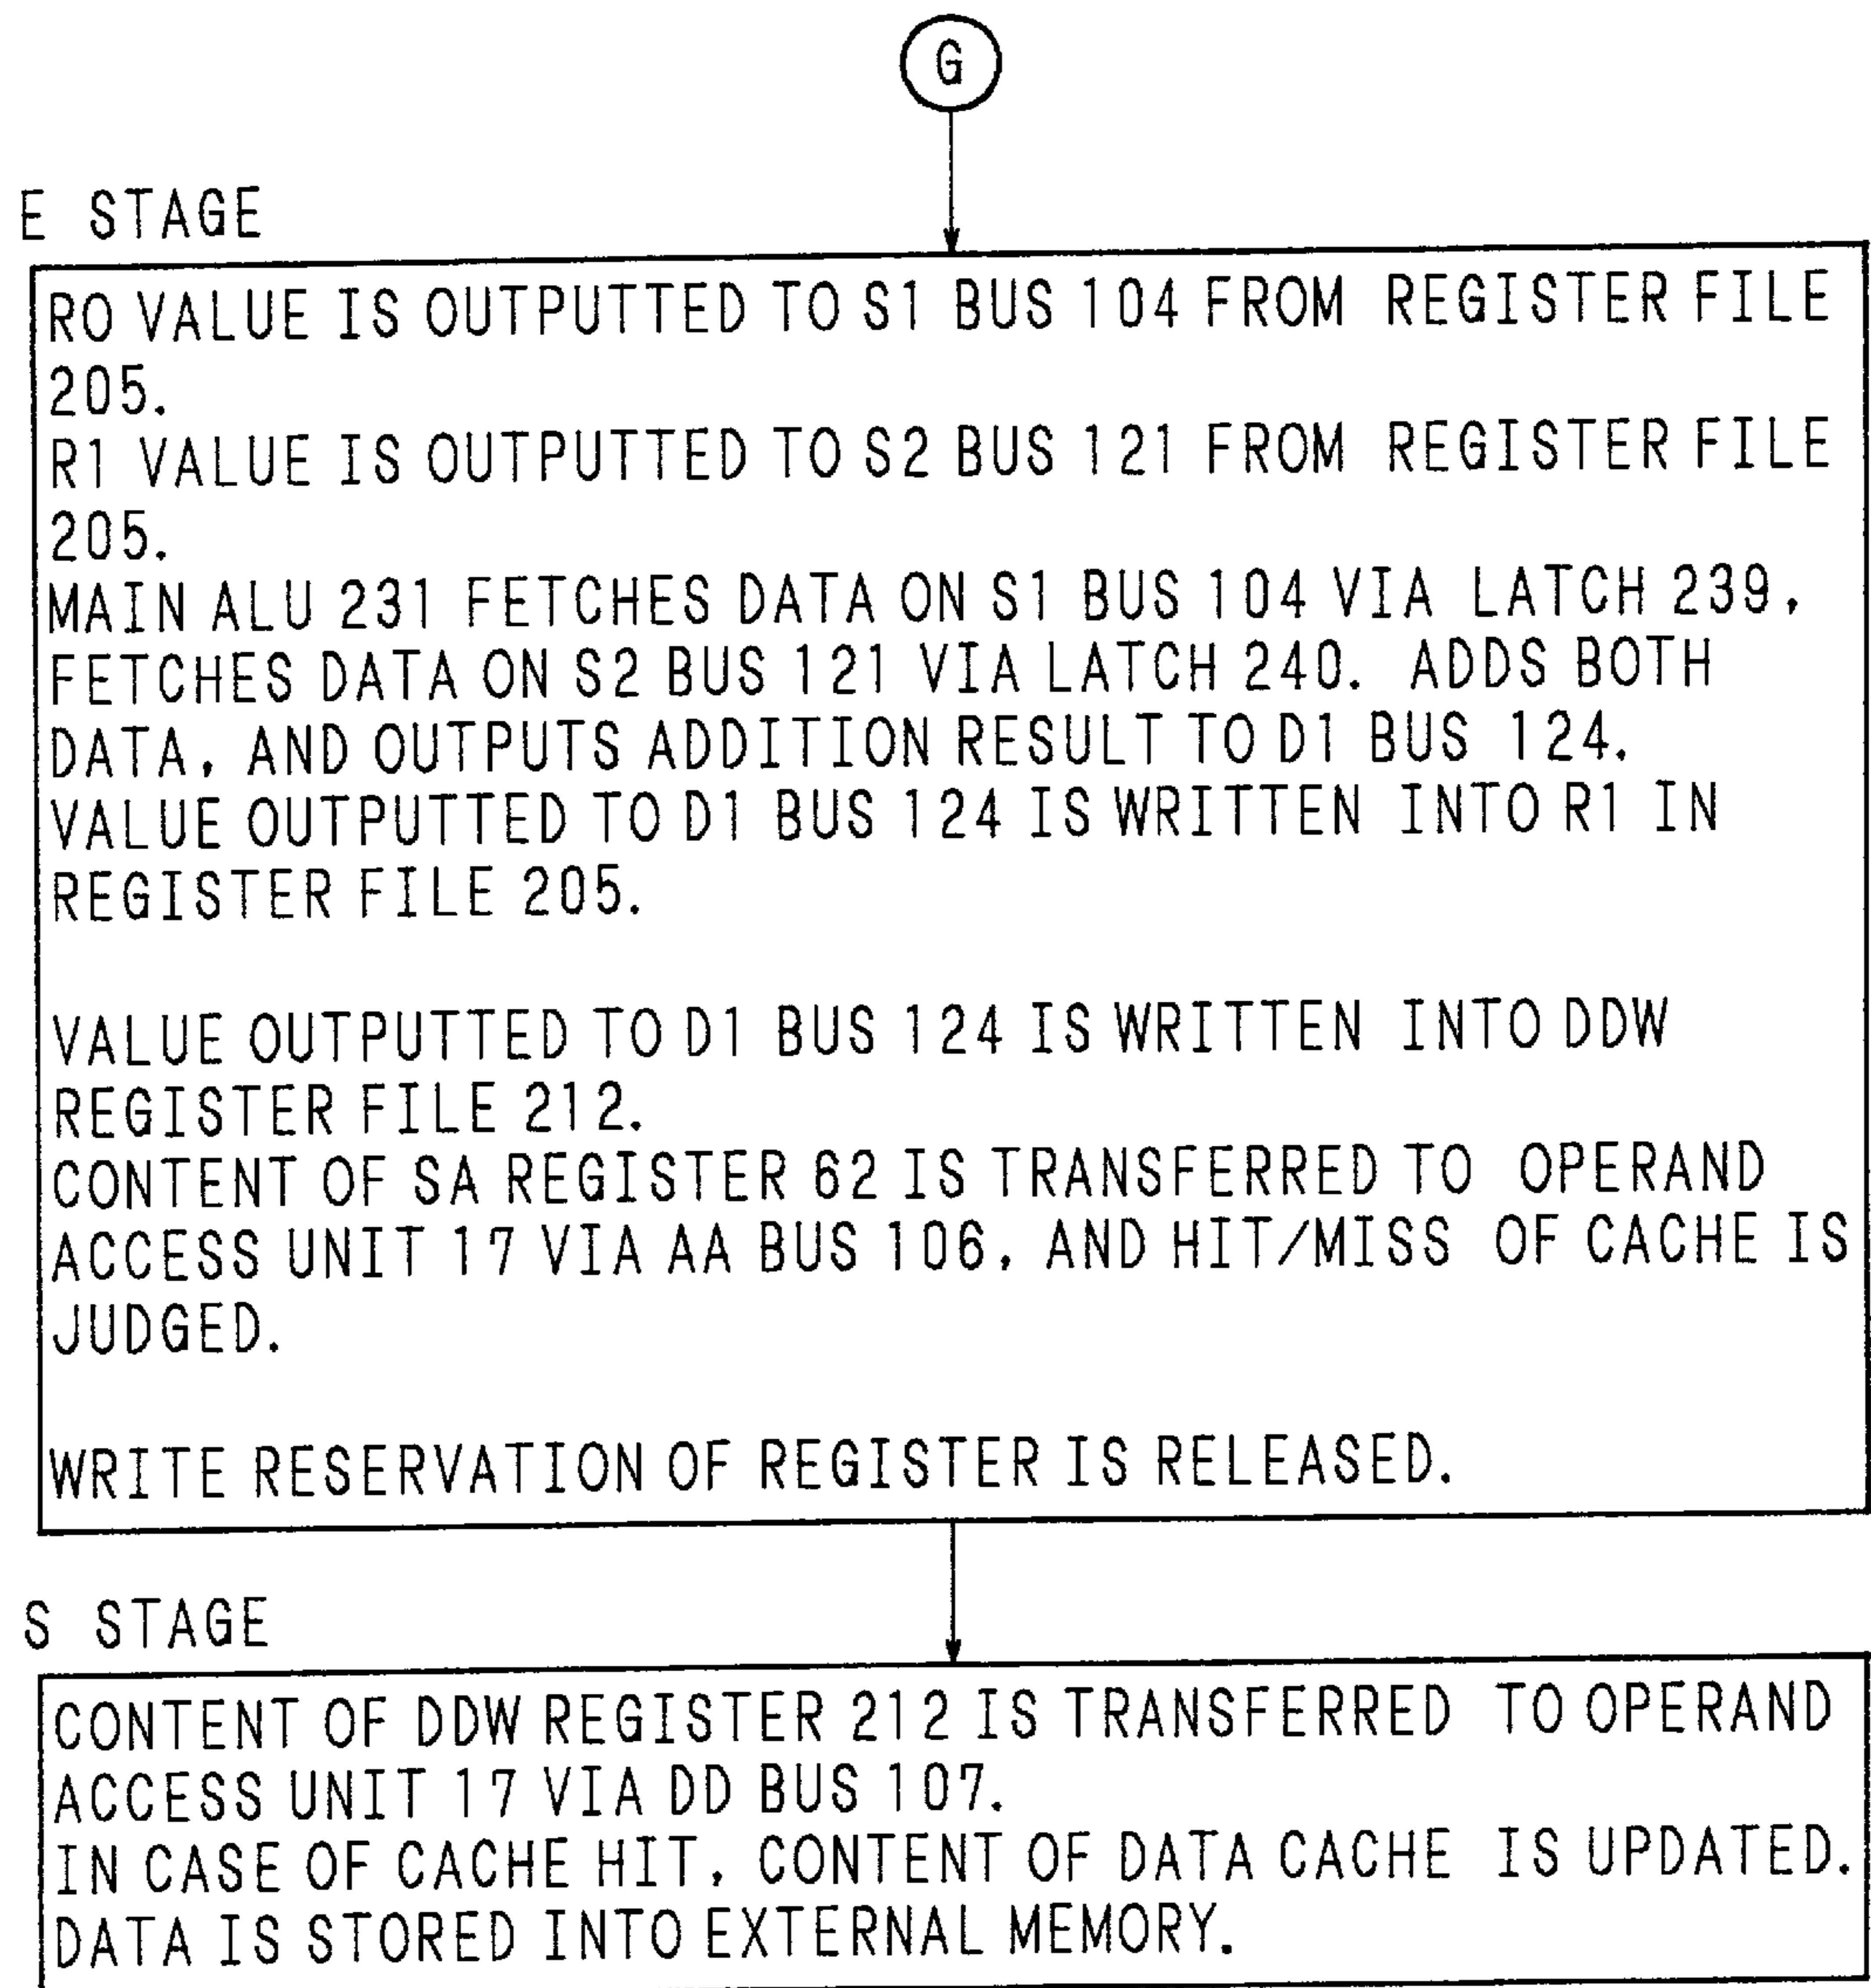 G
E STAGE
R0 VALUE IS OUTPUTTED TO S1 BUS 104 FROM REGISTER FILE
205.
R1 VALUE IS OUTPUTTED TO S2 BUS 121 FROM REGISTER FILE
205.
MAIN ALU 231 FETCHES DATA ON S1 BUS 104 VIA LATCH 239,
FETCHES DATA ON S2 BUS 121 VIA LATCH 240. ADDS BOTH
DATA, AND OUTPUTS ADDITION RESULT TO D1 BUS 124.
VALUE OUTPUTTED TO D1 BUS 124 IS WRITTEN INTO R1 IN
REGISTER FILE 205.
VALUE OUTPUTTED TO D1 BUS 124 IS WRITTEN INTO DDW
REGISTER FILE 212.
CONTENT OF SA REGISTER 62 IS TRANSFERRED TO OPERAND
ACCESS UNIT 17 VIA AA BUS 106, AND HIT/MISS OF CACHE IS
JUDGED.
WRITE RESERVATION OF REGISTER IS RELEASED.
S STAGE
CONTENT OF DDW REGISTER 212 IS TRANSFERRED TO OPERAND
ACCESS UNIT 17 VIA DD BUS 107.
IN CASE OF CACHE HIT, CONTENT OF DATA CACHE IS UPDATED.
DATA IS STORED INTO EXTERNAL MEMORY.